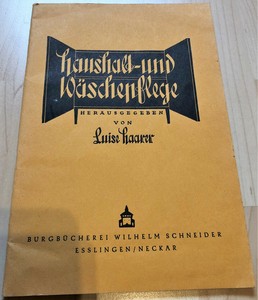 Haushalt-und
Wäschepflege
HERAUSGEGEBEN
VON
Luise Haarer
BURGBÜCHEREI WILHELM SCHNEIDER
ESSLINGEN/NECKAR